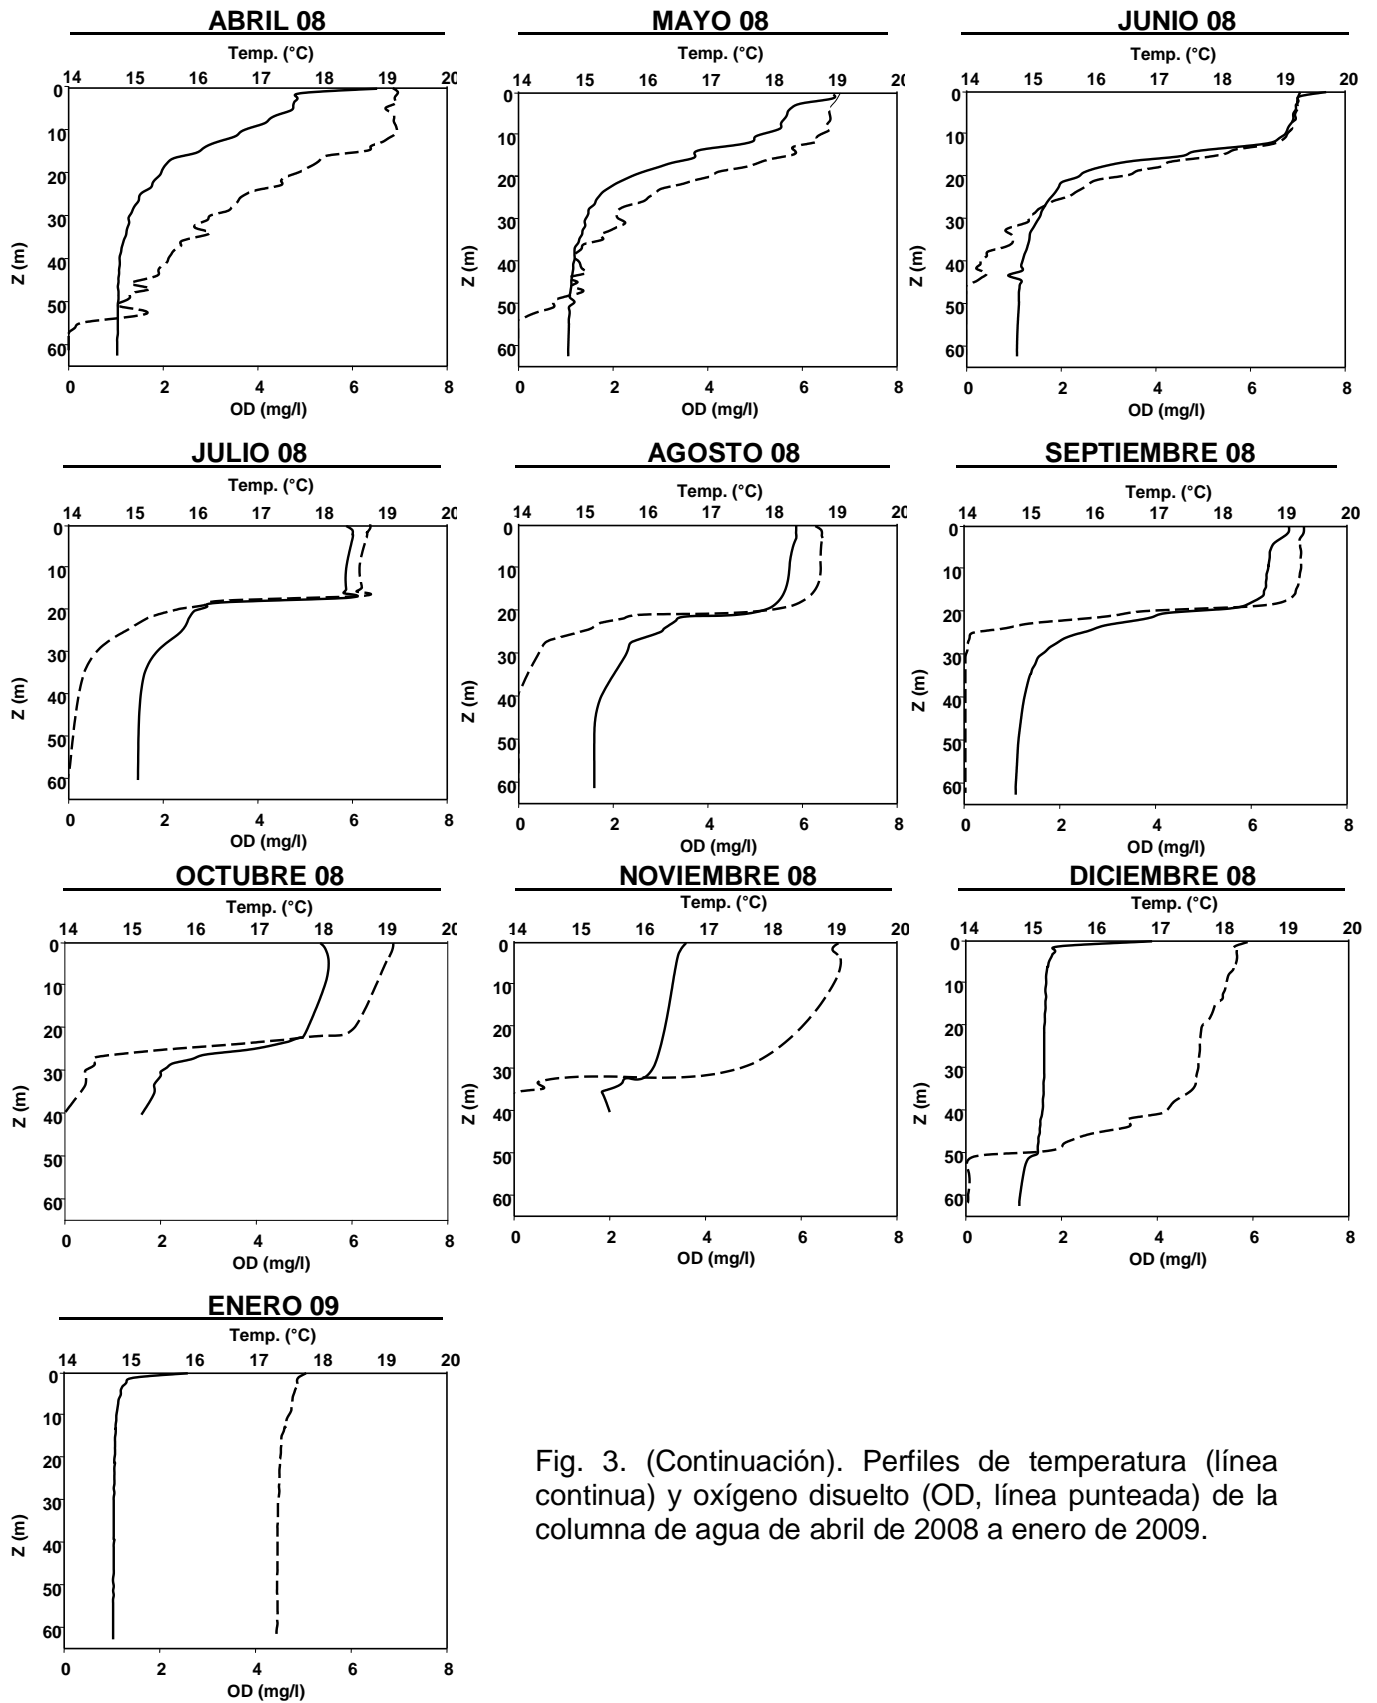 ABRIL 08
Temp. (°C)
14 15 16 17 18 19 20
0
10
20
30
40
50
60
Z (m)
0 2 4 6 8
OD (mg/l)
MAYO 08
Temp. (°C)
14 15 16 17 18 19 20
0
10
20
30
40
50
60
Z (m)
0 2 4 6 8
OD (mg/l)
JUNIO 08
Temp. (°C)
14 15 16 17 18 19 20
0
10
20
30
40
50
60
Z (m)
0 2 4 6 8
OD (mg/l)
JULIO 08
Temp. (°C)
14 15 16 17 18 19 20
0
10
20
30
40
50
60
Z (m)
0 2 4 6 8
OD (mg/l)
AGOSTO 08
Temp. (°C)
14 15 16 17 18 19 20
0
10
20
30
40
50
60
Z (m)
0 2 4 6 8
OD (mg/l)
SEPTIEMBRE 08
Temp. (°C)
14 15 16 17 18 19 20
0
10
20
30
40
50
60
Z (m)
0 2 4 6 8
OD (mg/l)
OCTUBRE 08
Temp. (°C)
14 15 16 17 18 19 20
0
10
20
30
40
50
60
Z (m)
0 2 4 6 8
OD (mg/l)
NOVIEMBRE 08
Temp. (°C)
14 15 16 17 18 19 20
0
10
20
30
40
50
60
Z (m)
0 2 4 6 8
OD (mg/l)
DICIEMBRE 08
Temp. (°C)
14 15 16 17 18 19 20
0
10
20
30
40
50
60
Z (m)
0 2 4 6 8
OD (mg/l)
ENERO 09
Temp. (°C)
14 15 16 17 18 19 20
0
10
20
30
40
50
60
Z (m)
0 2 4 6 8
OD (mg/l)
Fig. 3. (Continuación). Perfiles de temperatura (línea
continua) y oxígeno disuelto (OD, línea punteada) de la
columna de agua de abril de 2008 a enero de 2009.